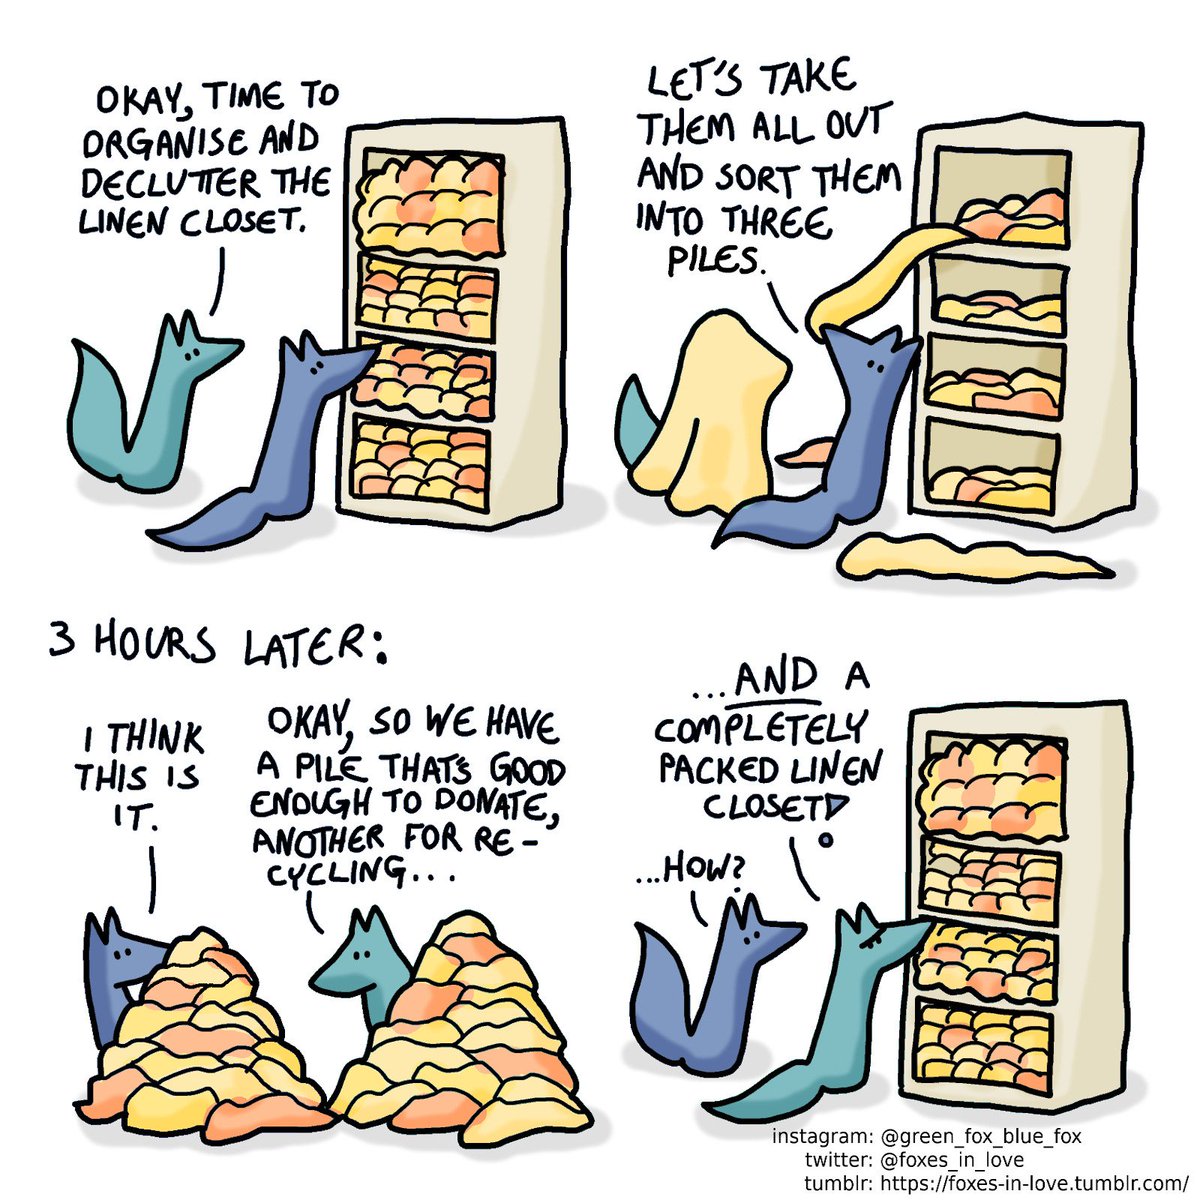 OKAY, TIME TO
ORGANISE AND
DECLUTTER THE
LINEN CLOSET.
LET'S TAKE
THEM ALL OUT
AND SORT THEM
INTO THREE
PILES.
3 HOURS LATER:
I THINK
THIS IS
IT.
OKAY, SO WE HAVE
A PILE THAT'S GOOD
ENOUGH TO DONATE,
ANOTHER FOR RE-
CYCLING...
...AND A
COMPLETELY
PACKED LINEN
CLOSET!
...HOW?
instagram: @green_fox_blue_fox
twitter: @foxes_in_love
tumblr: https://foxes-in-love.tumblr.com/